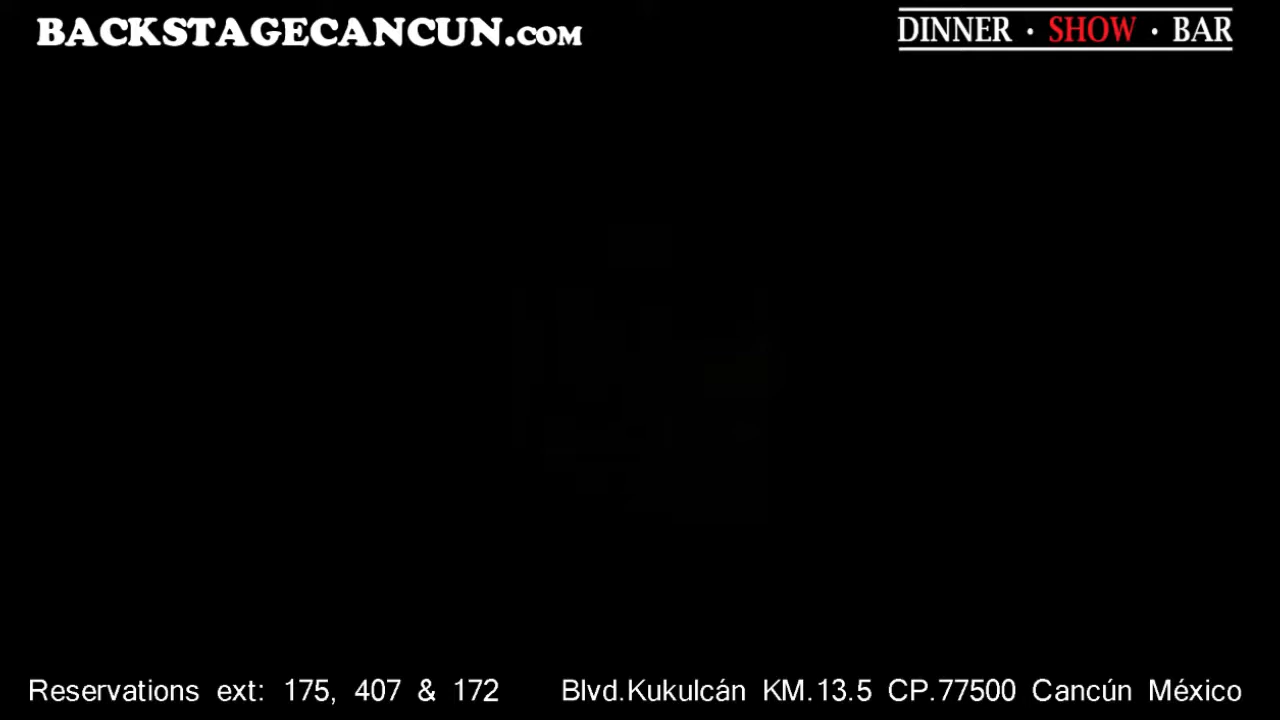 BACKSTAGECANCUN.COM
DINNER · SHOW · BAR
Reservations ext: 175, 407 & 172
Blvd.Kukulcán KM.13.5 CP.77500 Cancún México